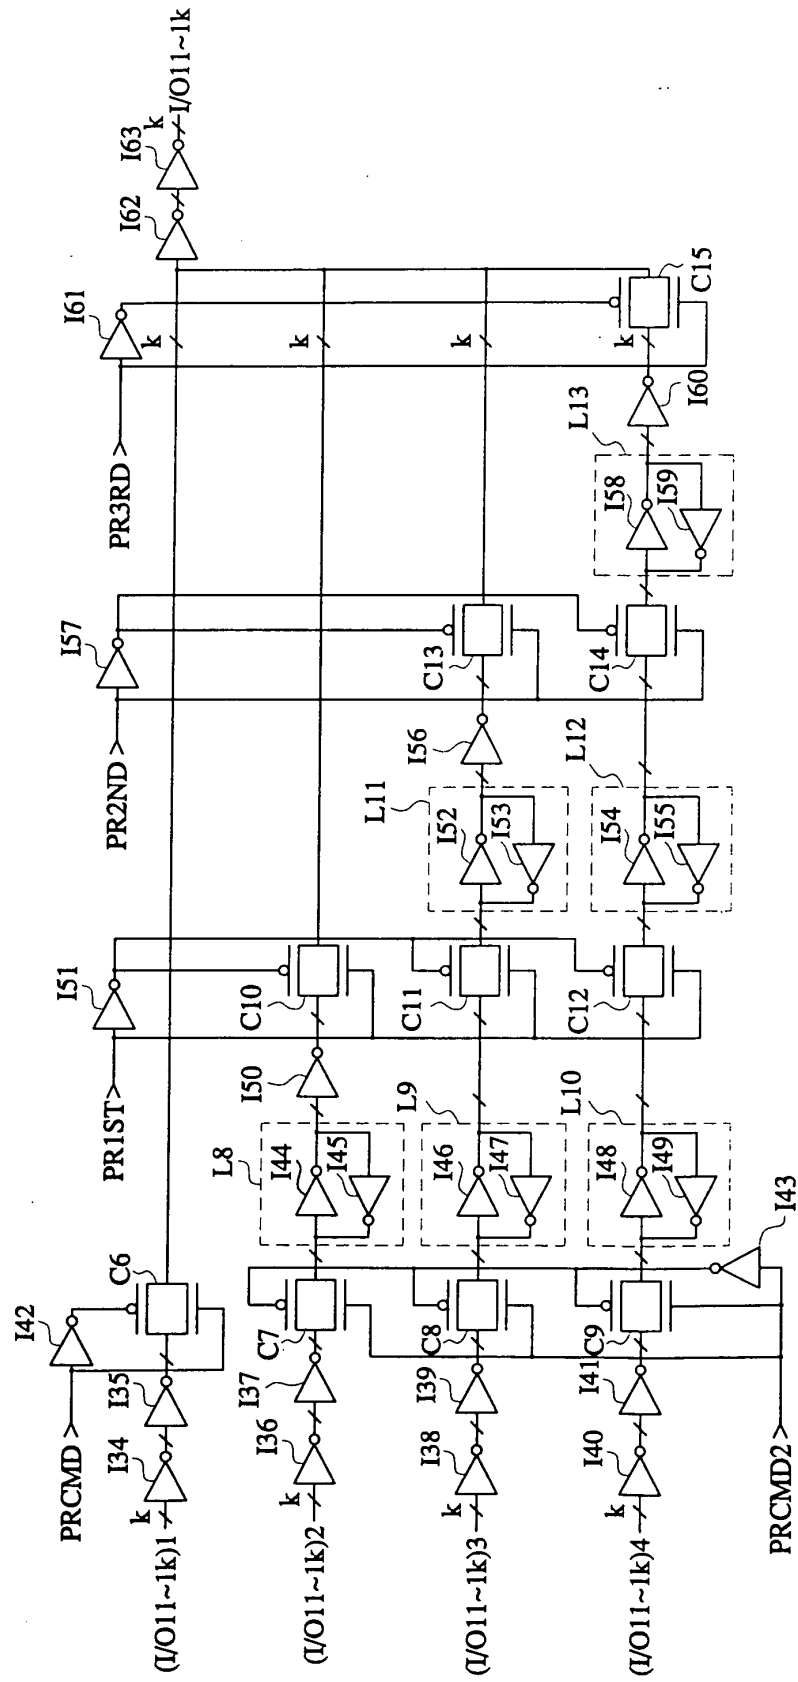 I/O11~1k
k
I63
I62
I61
k
k
k
k
C15
PR3RD
I60
L13
I58
I59
I57
C13
C14
PR2ND
I56
L11
L12
I52
I53
I54
I55
I51
C10
C11
C12
PR1ST
I50
L8
L9
L10
I44
I45
I46
I47
I48
I49
I43
I42
C6
C7
C8
C9
PRCMD
I35
I37
I39
I41
I34
I36
I38
I40
k
k
k
k
(I/O11~1k)1
(I/O11~1k)2
(I/O11~1k)3
(I/O11~1k)4
PRCMD2